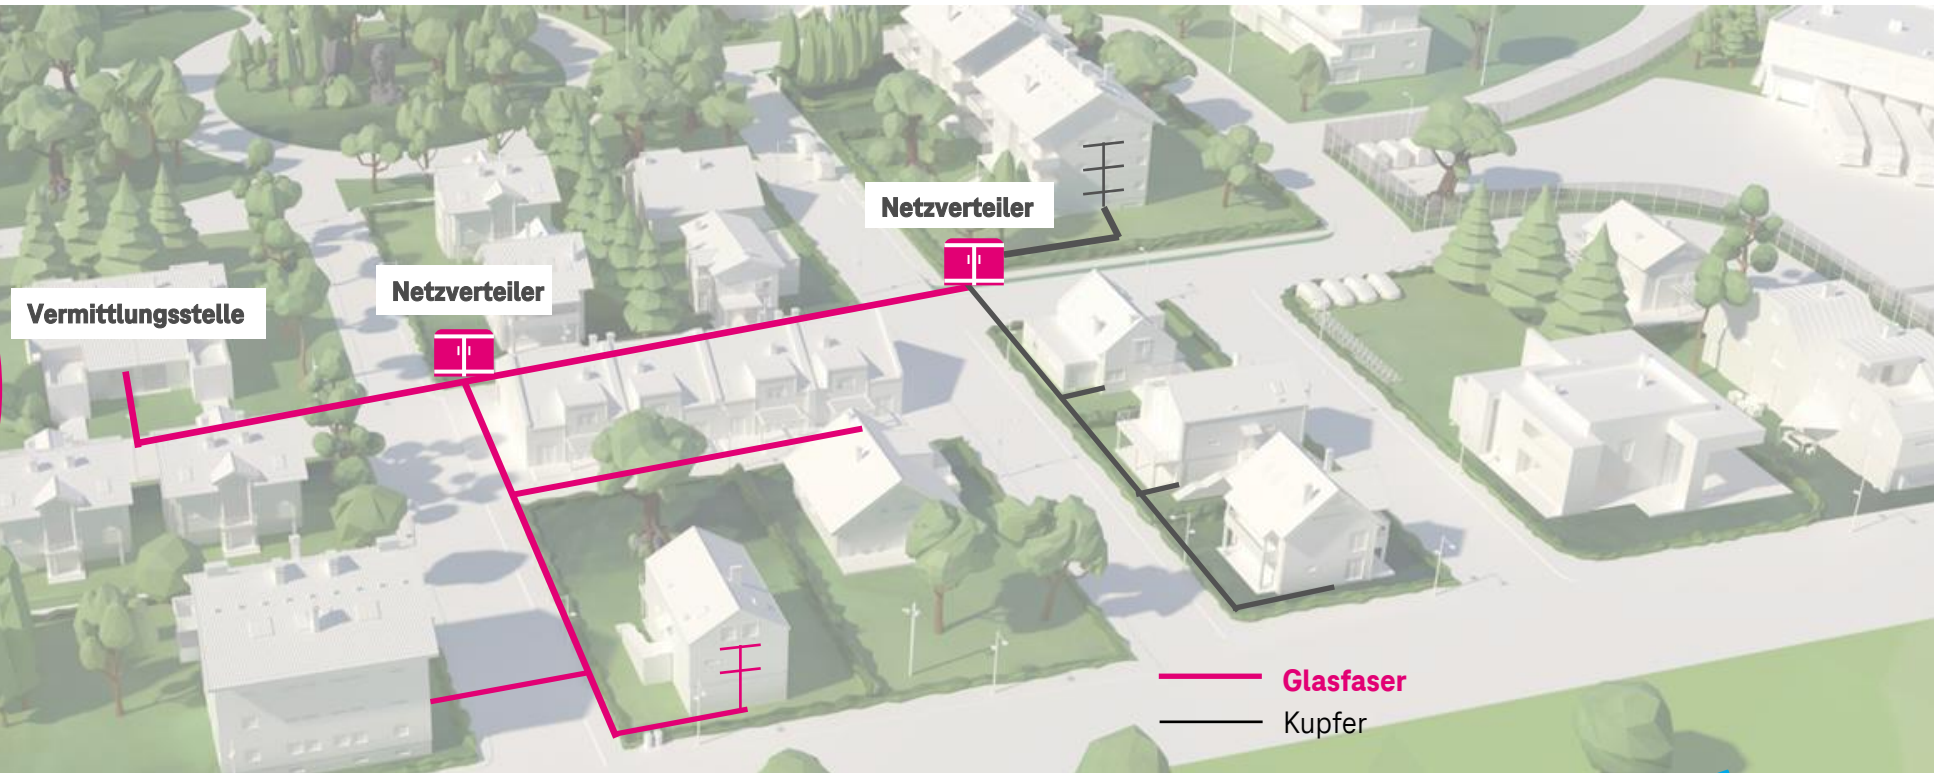 Netzverteiler
Netzverteiler
Vermittlungsstelle
Glasfaser
Kupfer